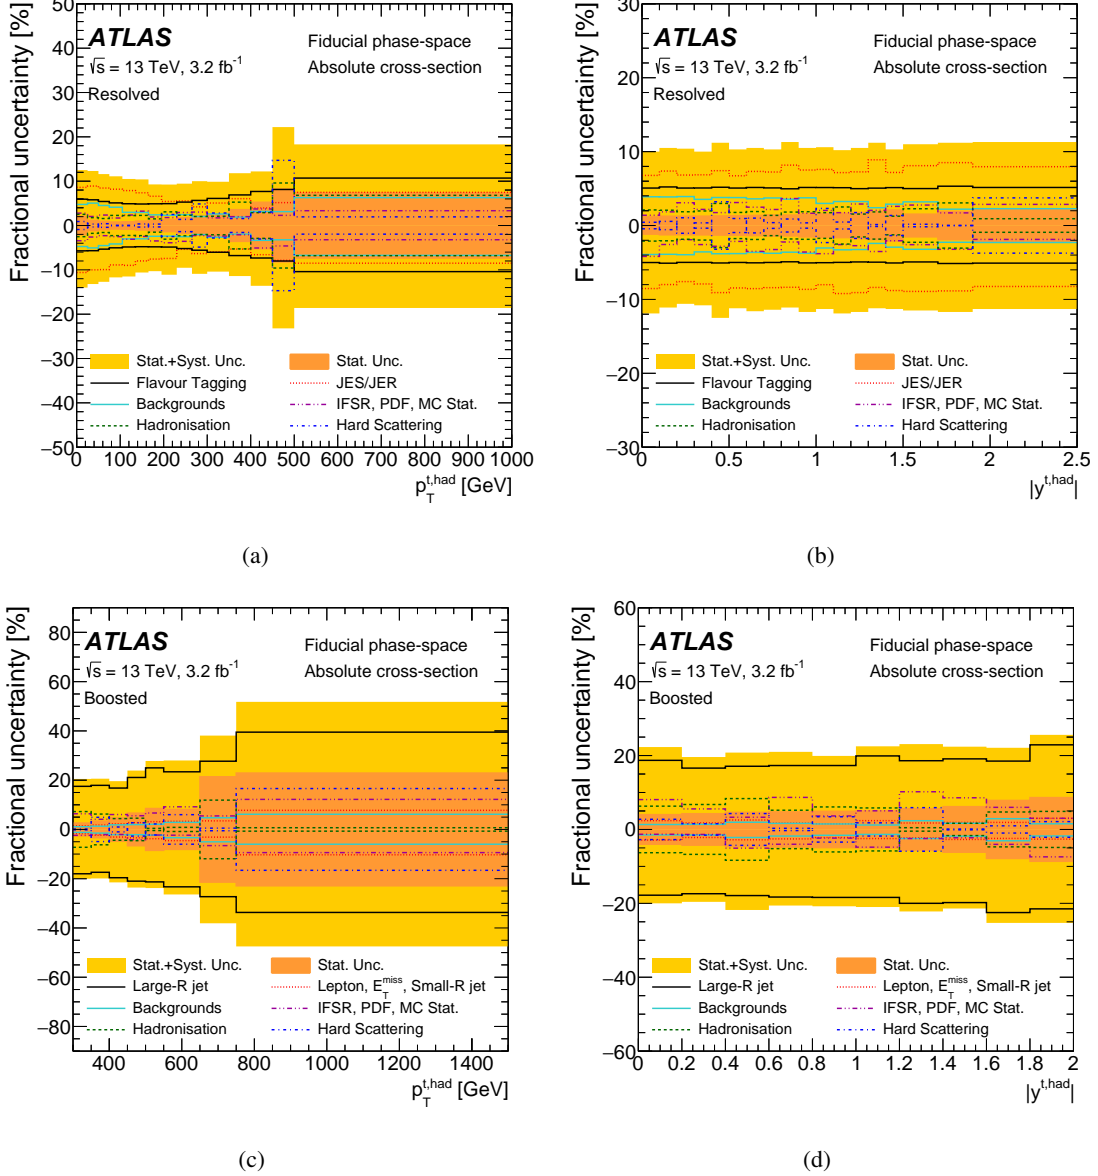 Fractional uncertainty [%]
50
40
30
20
10
0
−10
−20
−30
−40
−50
ATLAS
√s = 13 TeV, 3.2 fb-1
Resolved
Fiducial phase-space
Absolute cross-section
Stat.+Syst. Unc.
Stat. Unc.
Flavour Tagging
JES/JER
Backgrounds
IFSR, PDF, MC Stat.
Hadronisation
Hard Scattering
0 100 200 300 400 500 600 700 800 900 1000
p_T^{t,had} [GeV]
(a)
Fractional uncertainty [%]
30
20
10
0
−10
−20
−30
ATLAS
√s = 13 TeV, 3.2 fb-1
Resolved
Fiducial phase-space
Absolute cross-section
Stat.+Syst. Unc.
Stat. Unc.
Flavour Tagging
JES/JER
Backgrounds
IFSR, PDF, MC Stat.
Hadronisation
Hard Scattering
0 0.5 1 1.5 2 2.5
|y^{t,had}|
(b)
Fractional uncertainty [%]
80
60
40
20
0
−20
−40
−60
−80
ATLAS
√s = 13 TeV, 3.2 fb-1
Boosted
Fiducial phase-space
Absolute cross-section
Stat.+Syst. Unc.
Stat. Unc.
Large-R jet
Lepton, E_T^{miss}, Small-R jet
Backgrounds
IFSR, PDF, MC Stat.
Hadronisation
Hard Scattering
400 600 800 1000 1200 1400
p_T^{t,had} [GeV]
(c)
Fractional uncertainty [%]
60
40
20
0
−20
−40
−60
ATLAS
√s = 13 TeV, 3.2 fb-1
Boosted
Fiducial phase-space
Absolute cross-section
Stat.+Syst. Unc.
Stat. Unc.
Large-R jet
Lepton, E_T^{miss}, Small-R jet
Backgrounds
IFSR, PDF, MC Stat.
Hadronisation
Hard Scattering
0 0.2 0.4 0.6 0.8 1 1.2 1.4 1.6 1.8 2
|y^{t,had}|
(d)